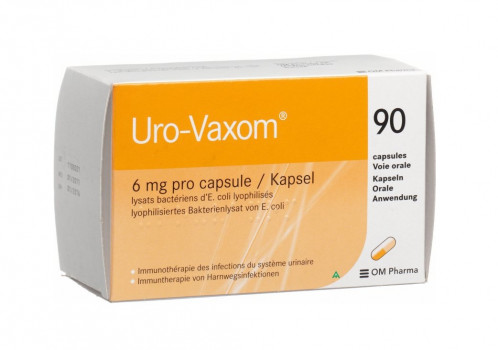 Uro-Vaxom®
6 mg pro capsule / Kapsel
lysats bactériens d'E. coli lyophilisés
lyophilisiertes Bakterienlysat von E. coli
• Immunothérapie des infections du système urinaire
• Immuntherapie von Harnwegsinfektionen
90
capsules
Voie orale
Kapseln
Orale
Anwendung
OM Pharma